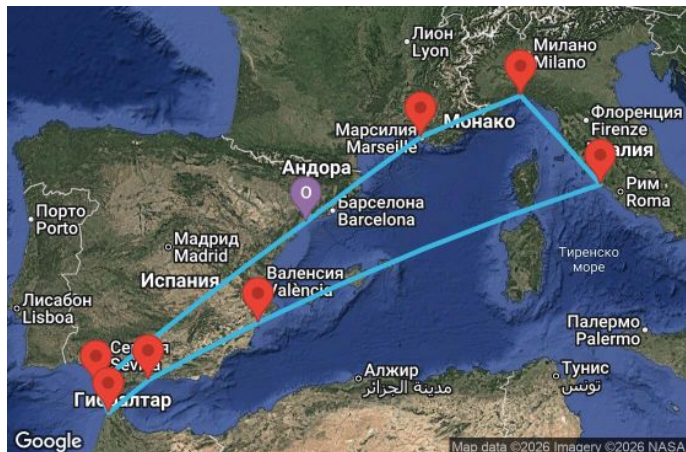 Лион
Lyon
Милано
Milano
Марсилия
Marseille
Монако
Флоренция
Firenze
Андора
O
Барселона
Barcelona
Рим
Roma
Порто
Porto
Мадрид
Madrid
Испания
Валенсия
València
Тиренско
море
Лисабон
Lisboa
Палермо
Palermo
Гибралтар
Алжир
مدينة الجزائر
Тунис
تونس
Google
Map data ©2026 Imagery ©2026 NASA